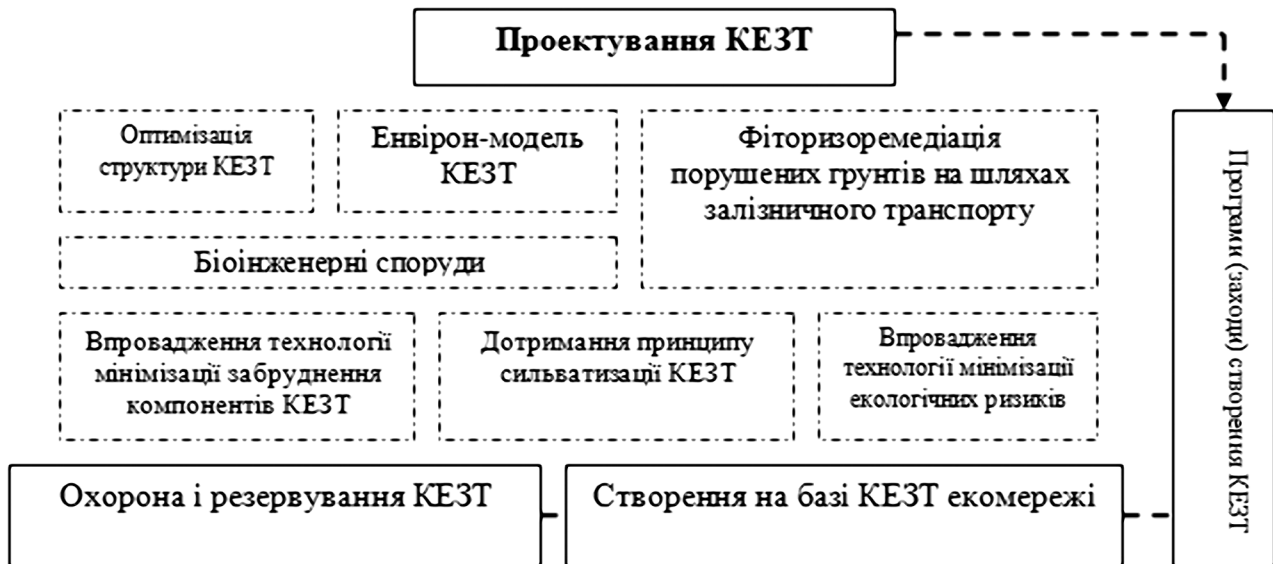 Проектування КЕЗТ
Оптимізація
структури КЕЗТ
Енвірон-модель
КЕЗТ
Фіторизоремедіація
порушених грунтів на шляхах
залізничного транспорту
Біоінженерні споруди
Впровадження технології
мінімізації забруднення
компонентів КЕЗТ
Дотримання принципу
сильватизації КЕЗТ
Впровадження
технології мінімізації
екологічних ризиків
Програми (заходи) створення КЕЗТ
Охорона і резервування КЕЗТ
Створення на базі КЕЗТ екомережі